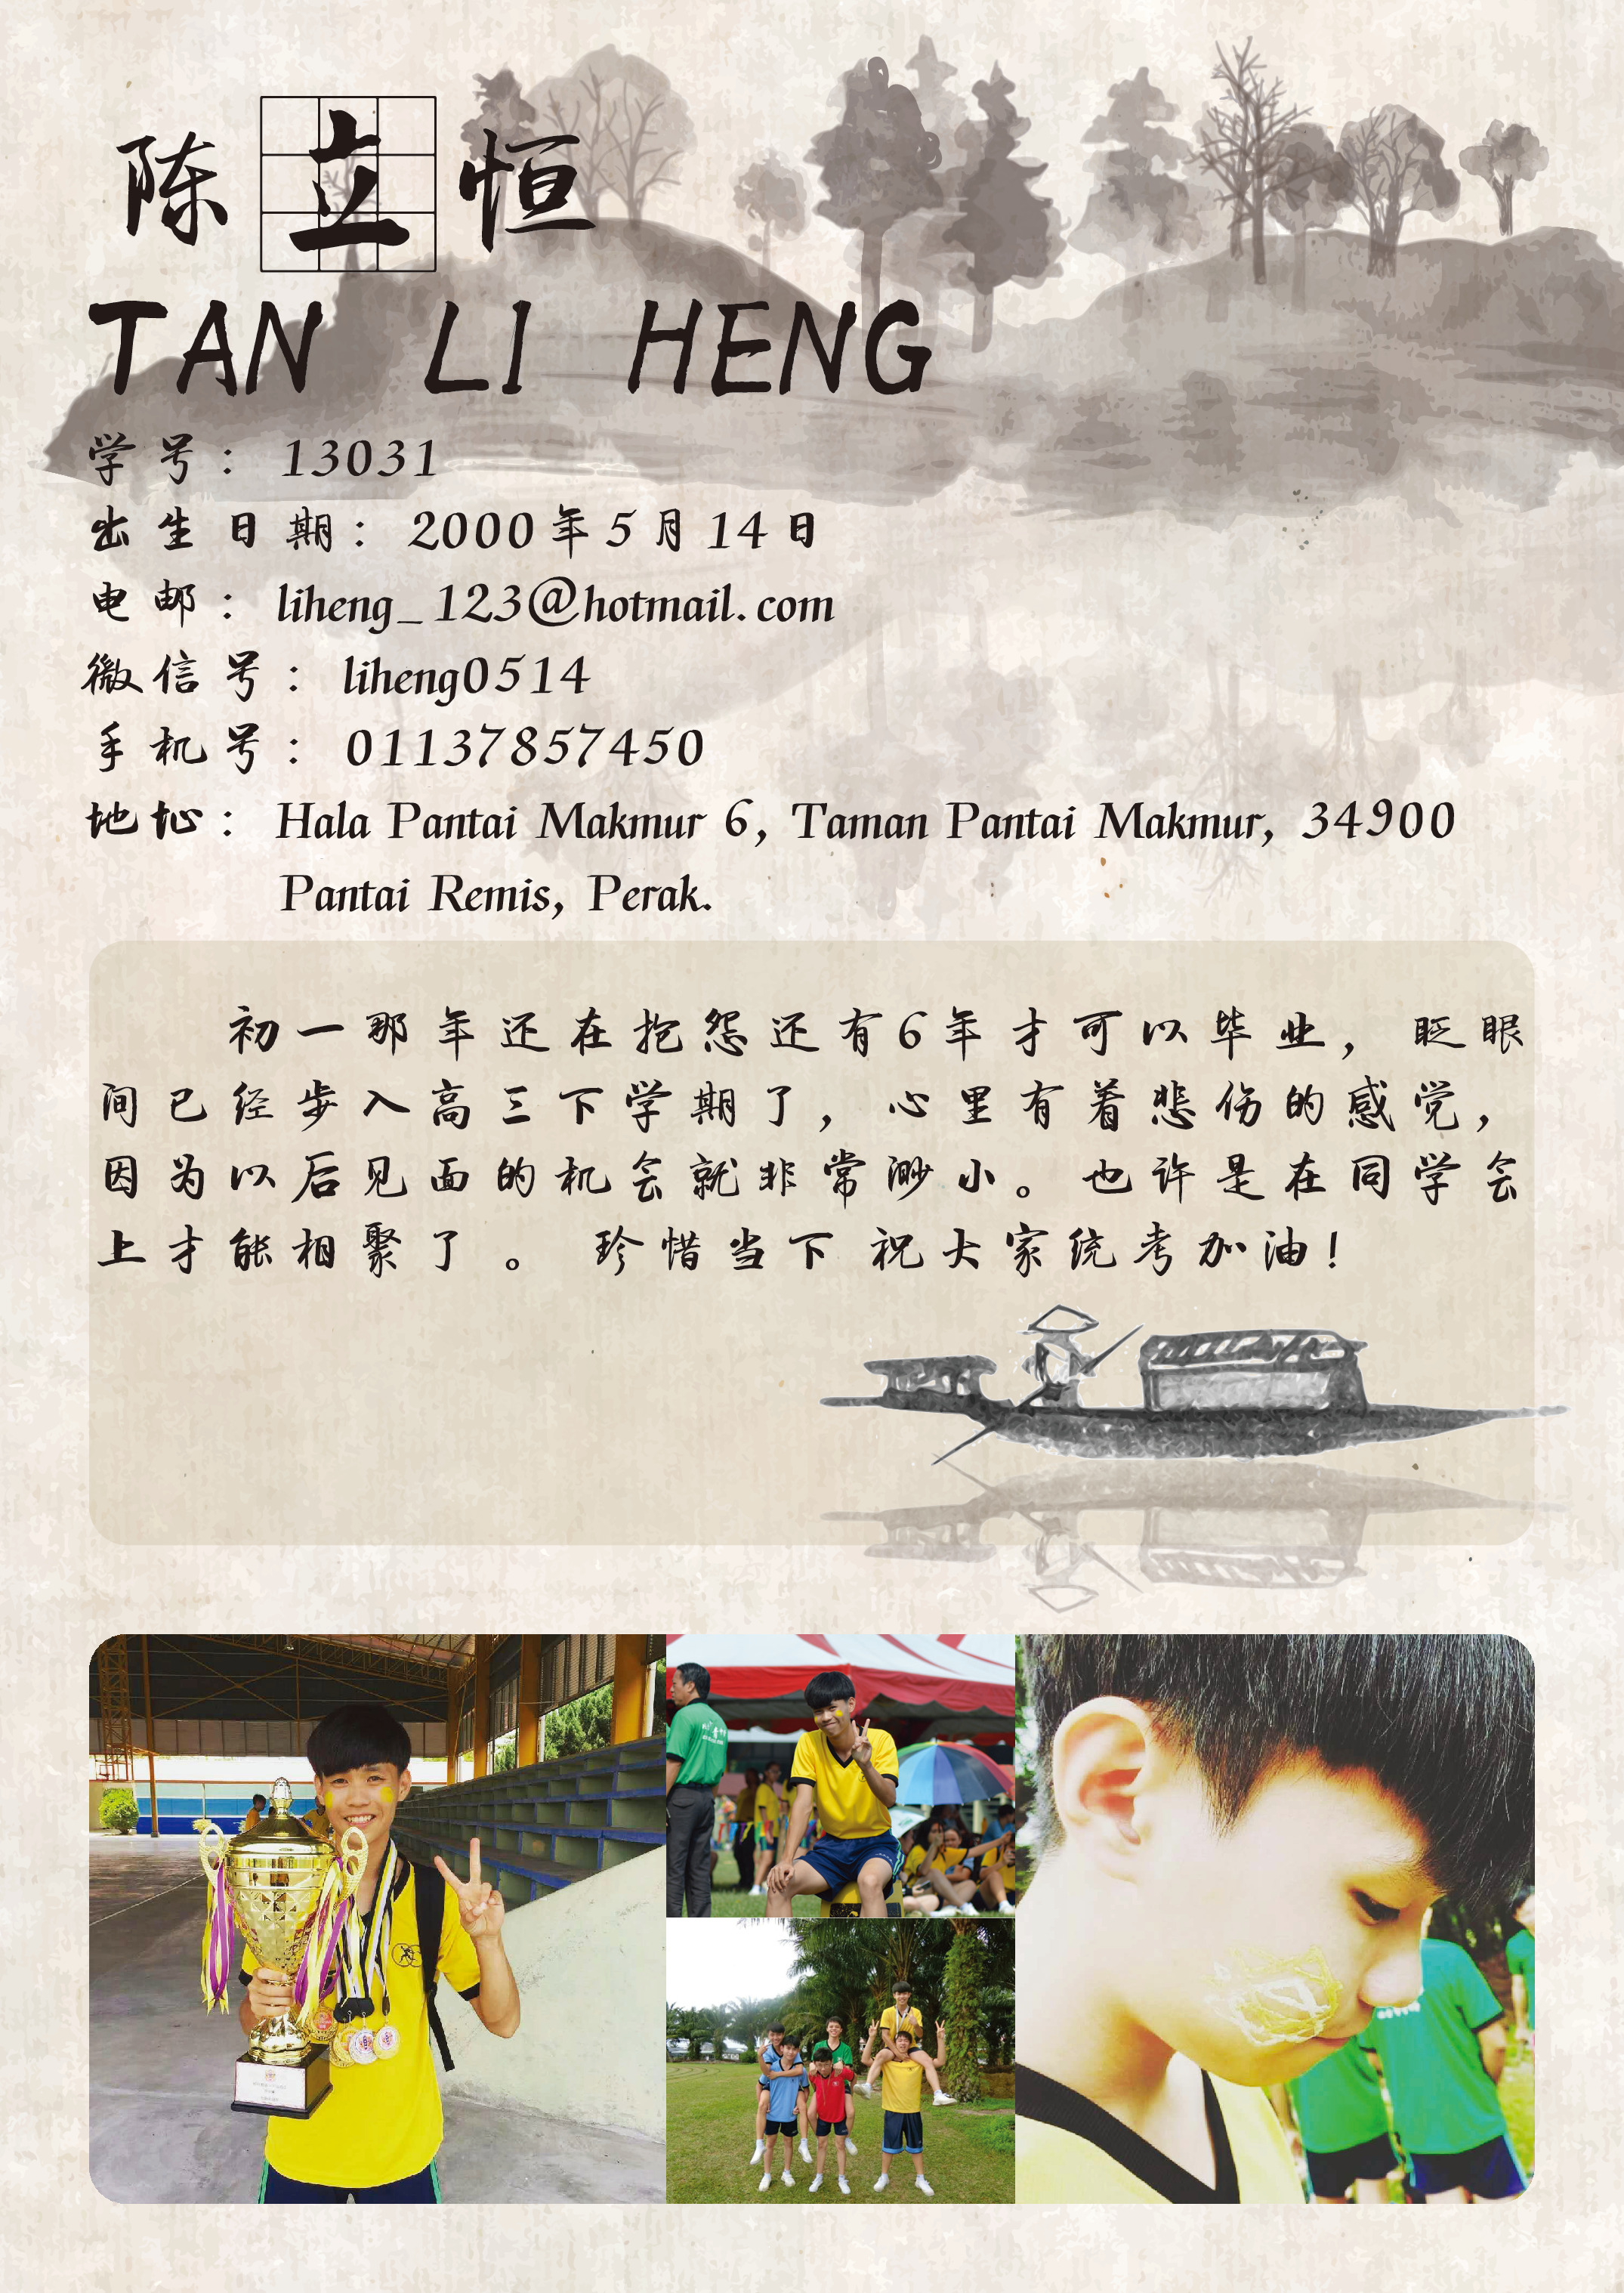 陈立恒
TAN LI HENG
学号：13031
出生日期：2000年5月14日
电邮：liheng_123@hotmail.com
微信号：liheng0514
手机号：01137857450
地址：Hala Pantai Makmur 6, Taman Pantai Makmur, 34900
Pantai Remis, Perak.
初一那年还在抱怨还有6年才可以毕业，眨眼
间已经步入高三下学期了，心里有着悲伤的感觉，
因为以后见面的机会就非常渺小。也许是在同学会
上才能相聚了。 珍惜当下 祝大家统考加油！